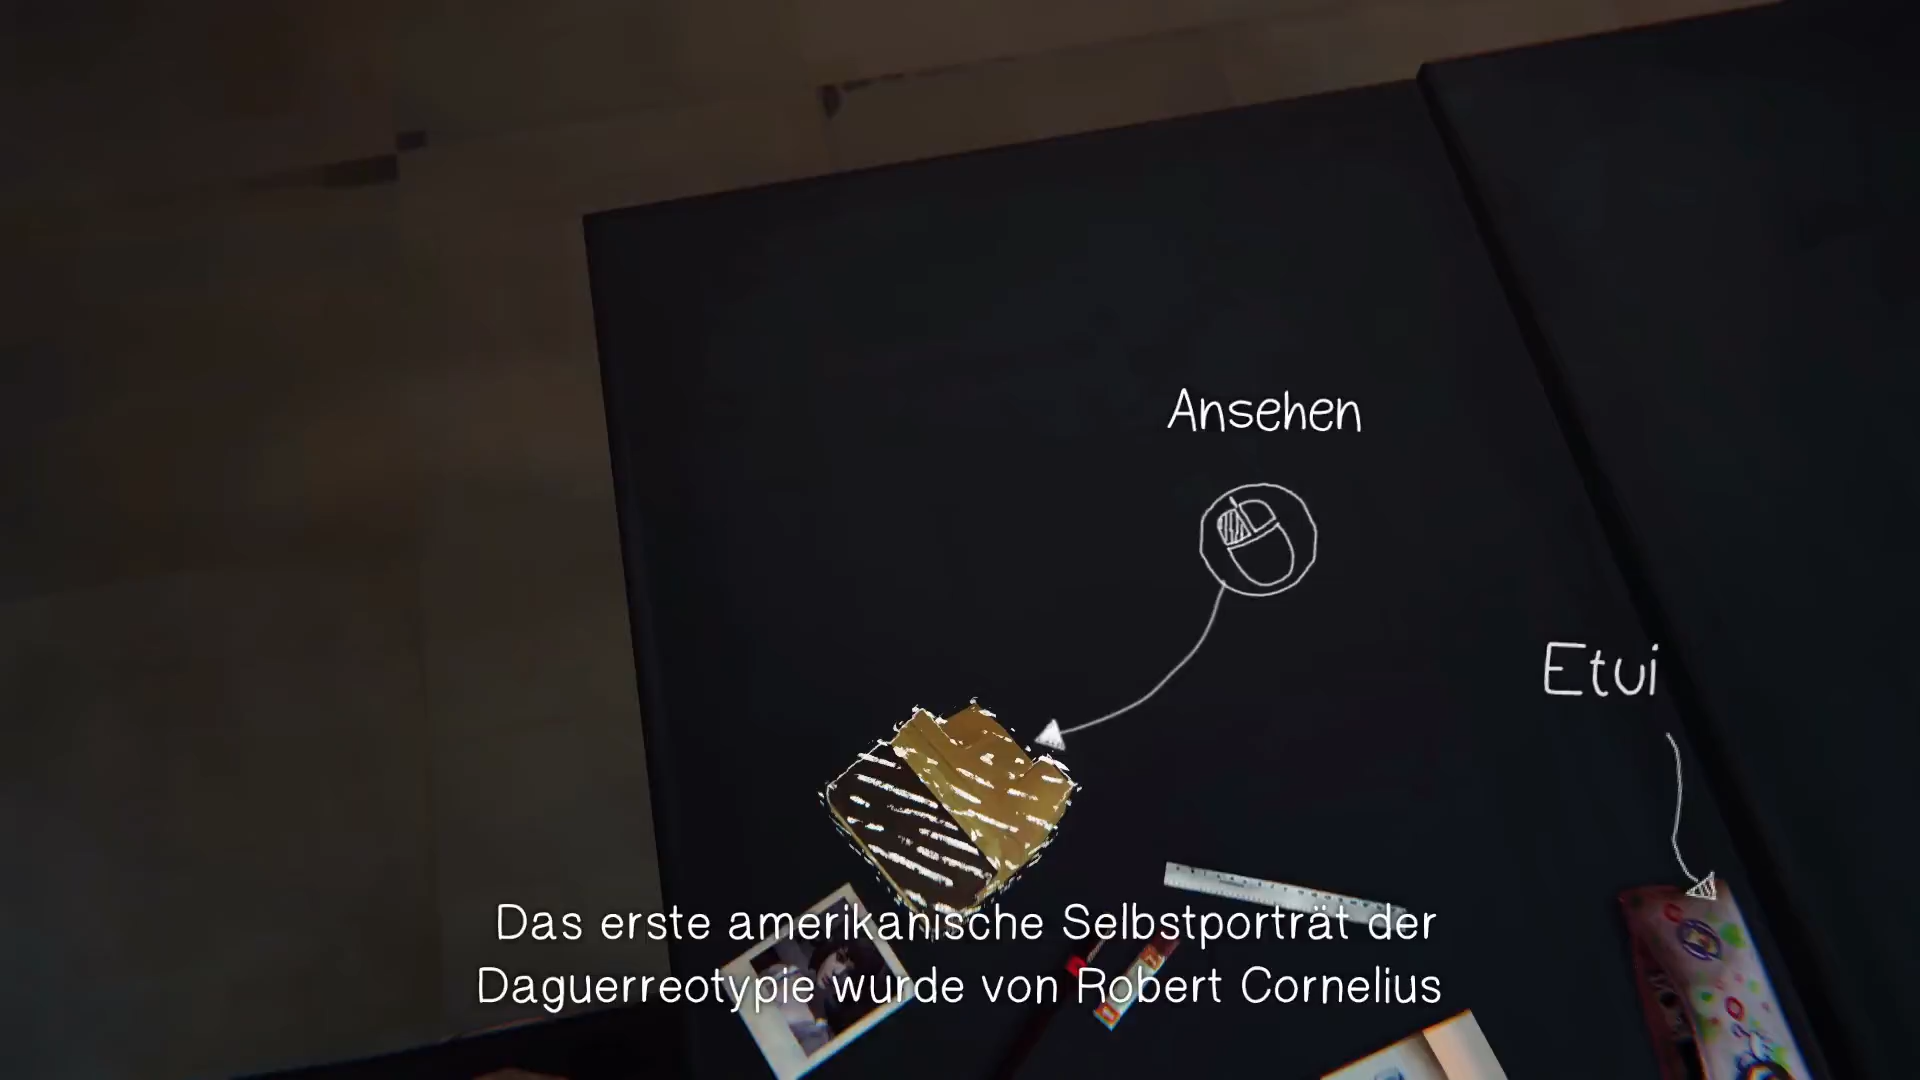 Ansehen
Etui
Das erste amerikanische Selbstporträt der
Daguerreotypie wurde von Robert Cornelius